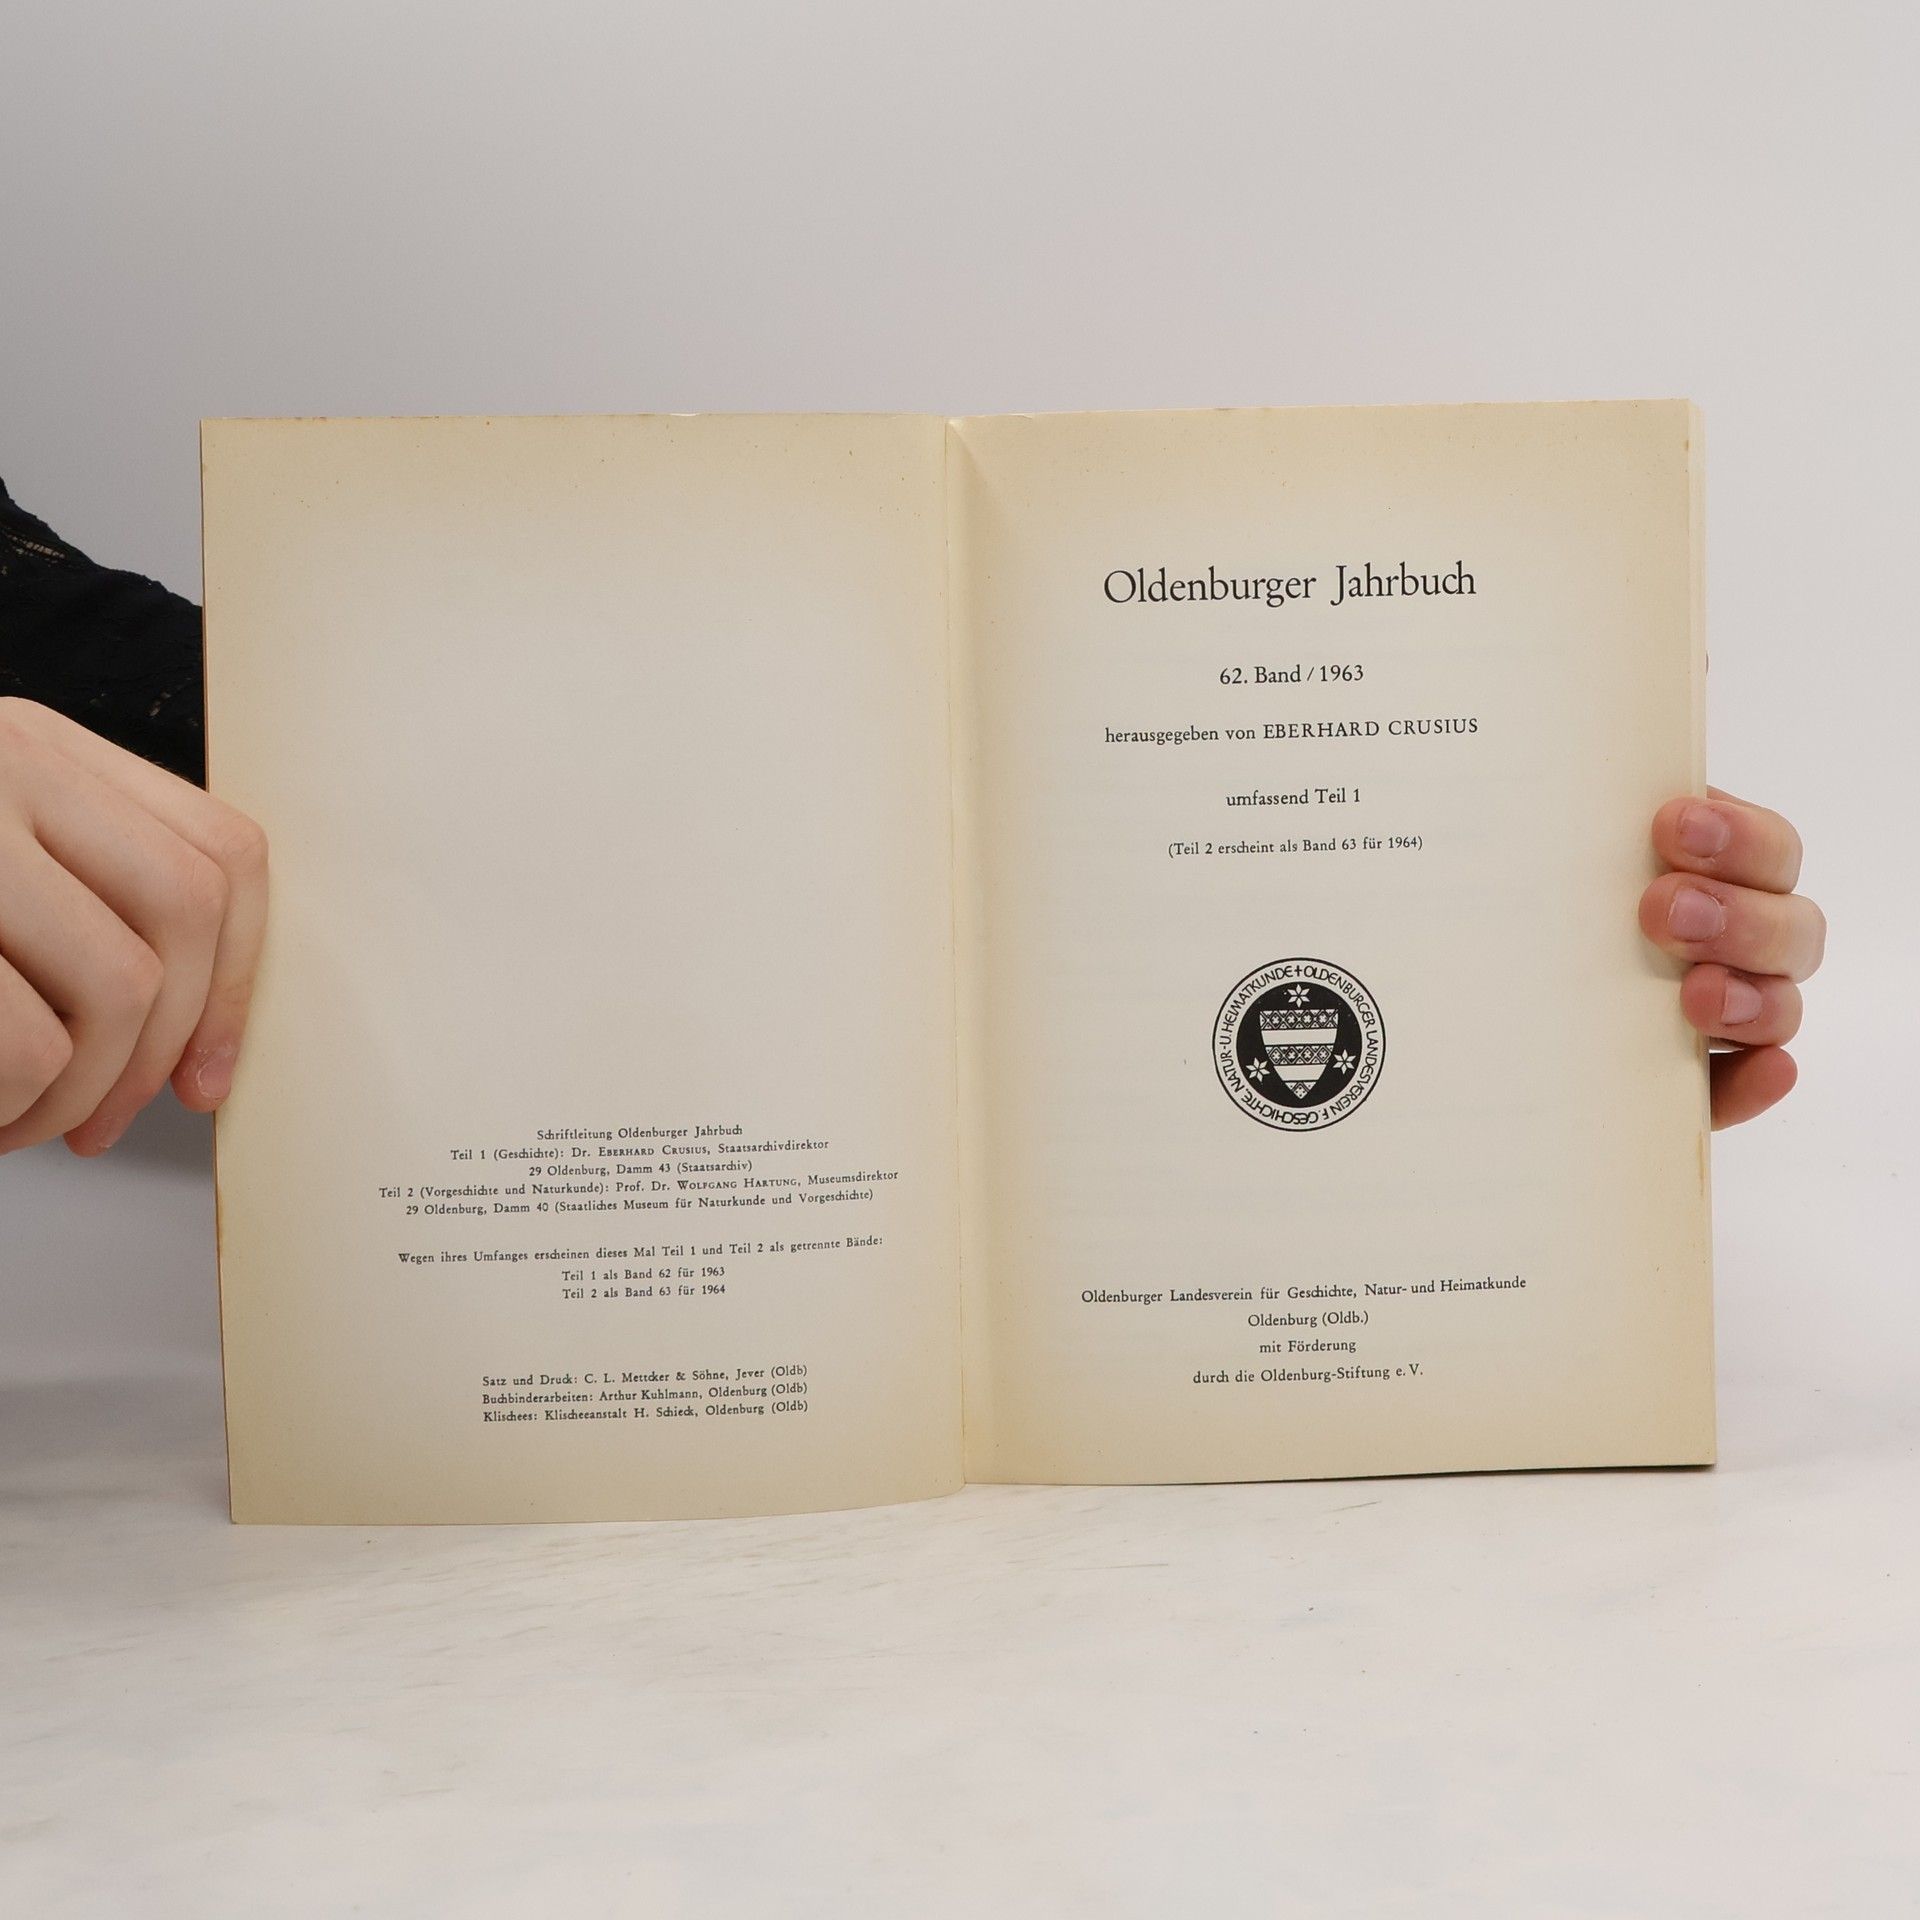 Schriftleitung Oldenburger Jahrbuch
Teil 1 (Geschichte): Dr. EBERHARD CRUSIUS, Staatsarchivdirektor
29 Oldenburg, Damm 43 (Staatsarchiv)
Teil 2 (Vorgeschichte und Naturkunde): Prof. Dr. WOLFGANG HARTUNG, Museumsdirektor
29 Oldenburg, Damm 40 (Staatliches Museum für Naturkunde und Vorgeschichte)
Wegen ihres Umfanges erscheinen dieses Mal Teil 1 und Teil 2 als getrennte Bände:
Teil 1 als Band 62 für 1963
Teil 2 als Band 63 für 1964
Satz und Druck: C. L. Mettcker & Söhne, Jever (Oldb)
Buchbinderarbeiten: Arthur Kuhlmann, Oldenburg (Oldb)
Klischees: Klischeeanstalt H. Schieck, Oldenburg (Oldb)
Oldenburger Jahrbuch
62. Band / 1963
herausgegeben von EBERHARD CRUSIUS
umfassend Teil 1
(Teil 2 erscheint als Band 63 für 1964)
OLDENBURGER LANDESVEREIN F. GESCHICHTE, NATUR- U. HEIMATKUNDE +
Oldenburger Landesverein für Geschichte, Natur- und Heimatkunde
Oldenburg (Oldb.)
mit Förderung
durch die Oldenburg-Stiftung e. V.